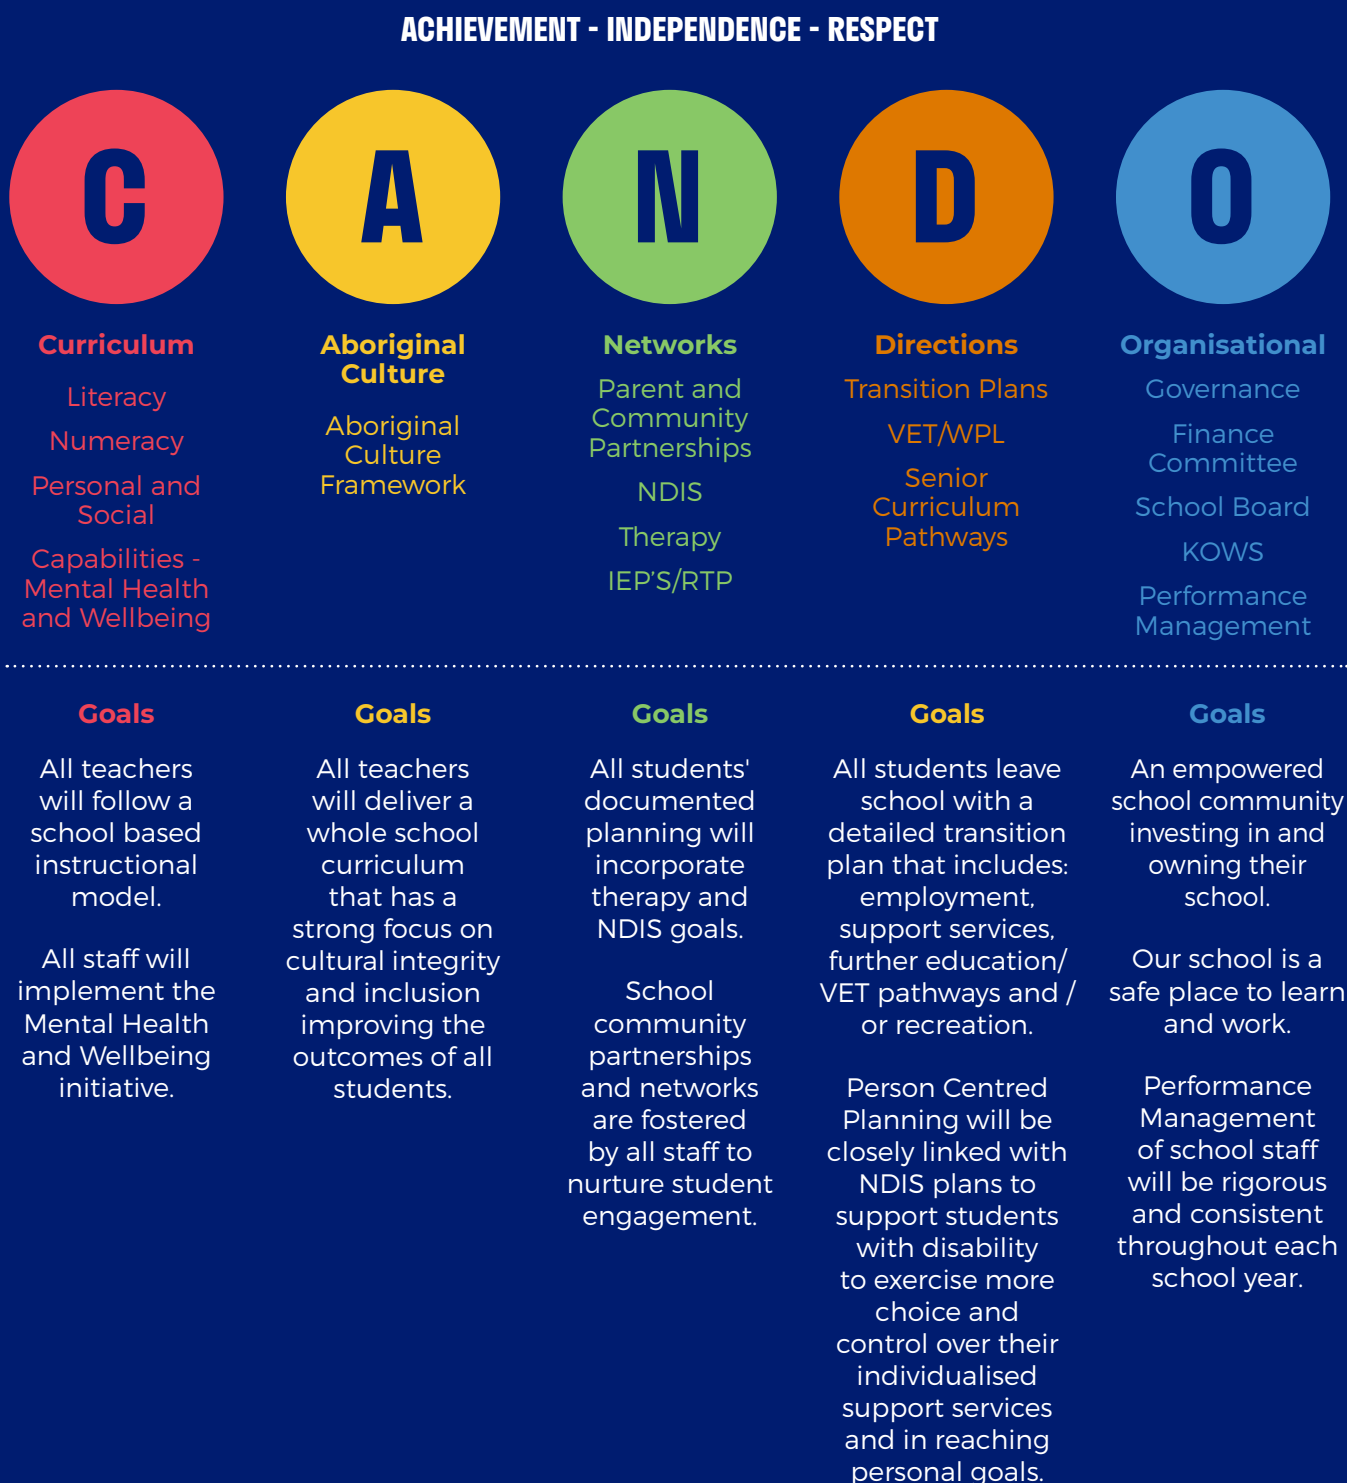 ACHIEVEMENT - INDEPENDENCE - RESPECT
C
A
N
D
O
Curriculum
Literacy
Numeracy
Personal and
Social
Capabilities -
Mental Health
and Wellbeing
Aboriginal
Culture
Aboriginal
Culture
Framework
Networks
Parent and
Community
Partnerships
NDIS
Therapy
IEP'S/RTP
Directions
Transition Plans
VET/WPL
Senior
Curriculum
Pathways
Organisational
Governance
Finance
Committee
School Board
KOWS
Performance
Management
Goals
All teachers
will follow a
school based
instructional
model.
All staff will
implement the
Mental Health
and Wellbeing
initiative.
Goals
All teachers
will deliver a
whole school
curriculum
that has a
strong focus on
cultural integrity
and inclusion
improving the
outcomes of all
students.
Goals
All students'
documented
planning will
incorporate
therapy and
NDIS goals.
School
community
partnerships
and networks
are fostered
by all staff to
nurture student
engagement.
Goals
All students leave
school with a
detailed transition
plan that includes:
employment,
support services,
further education/
VET pathways and /
or recreation.
Person Centred
Planning will be
closely linked with
NDIS plans to
support students
with disability
to exercise more
choice and
control over their
individualised
support services
and in reaching
personal goals.
Goals
An empowered
school community
investing in and
owning their
school.
Our school is a
safe place to learn
and work.
Performance
Management
of school staff
will be rigorous
and consistent
throughout each
school year.